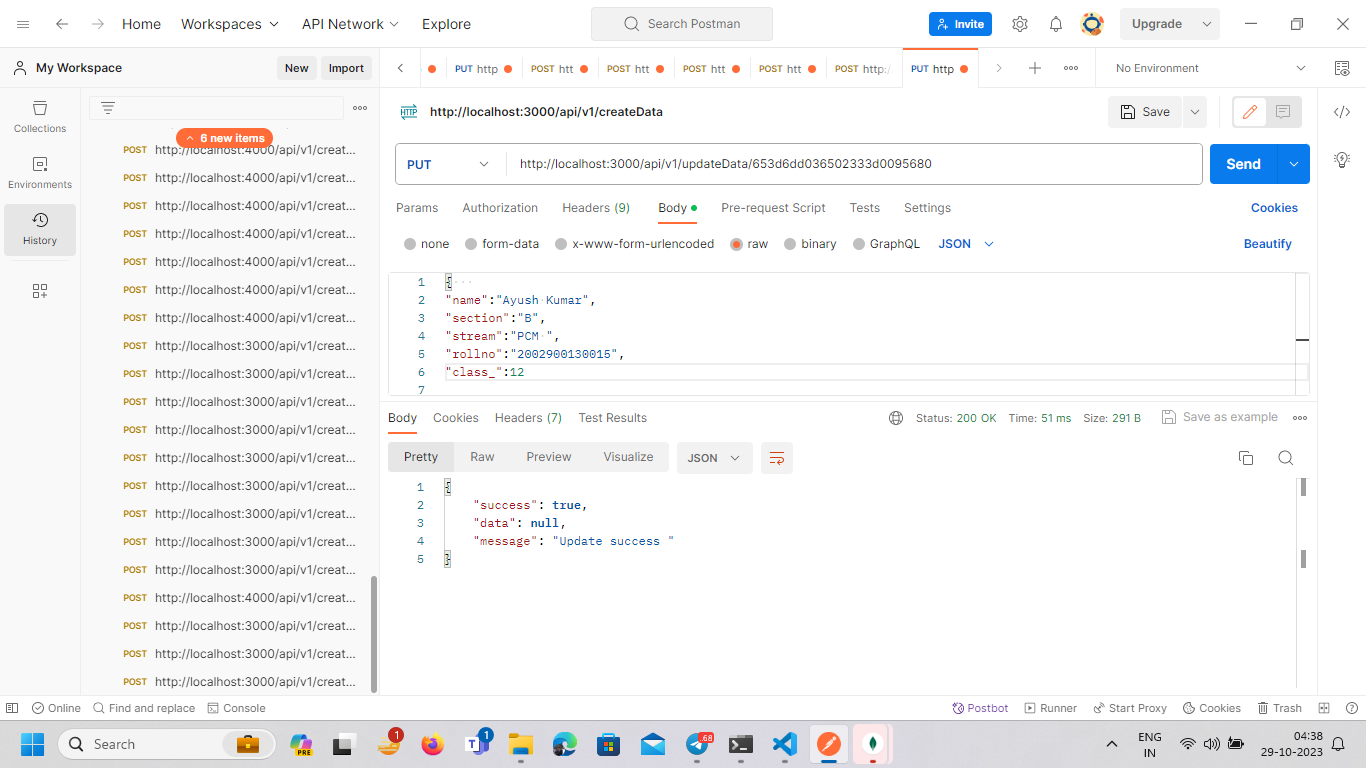 Home Workspaces API Network Explore Search Postman Invite Upgrade
My Workspace New Import PUT http POST htt POST htt POST htt POST htt POST http:/ PUT http No Environment
Collections
Environments
History
6 new items
POST http://localhost:4000/api/v1/creat...
POST http://localhost:4000/api/v1/creat...
POST http://localhost:4000/api/v1/creat...
POST http://localhost:4000/api/v1/creat...
POST http://localhost:4000/api/v1/creat...
POST http://localhost:4000/api/v1/creat...
POST http://localhost:4000/api/v1/creat...
POST http://localhost:3000/api/v1/creat...
POST http://localhost:3000/api/v1/creat...
POST http://localhost:3000/api/v1/creat...
POST http://localhost:3000/api/v1/creat...
POST http://localhost:3000/api/v1/creat...
POST http://localhost:3000/api/v1/creat...
POST http://localhost:3000/api/v1/creat...
POST http://localhost:3000/api/v1/creat...
POST http://localhost:3000/api/v1/creat...
POST http://localhost:4000/api/v1/creat...
POST http://localhost:3000/api/v1/creat...
POST http://localhost:3000/api/v1/creat...
POST http://localhost:3000/api/v1/creat...
HTTP http://localhost:3000/api/v1/createData Save
PUT http://localhost:3000/api/v1/updateData/653d6dd036502333d0095680 Send
Params Authorization Headers (9) Body Pre-request Script Tests Settings Cookies
none form-data x-www-form-urlencoded raw binary GraphQL JSON Beautify
1 {
2 "name":"Ayush Kumar",
3 "section":"B",
4 "stream":"PCM ",
5 "rollno":"2002900130015",
6 "class_":12
7
Body Cookies Headers (7) Test Results Status: 200 OK Time: 51 ms Size: 291 B Save as example
Pretty Raw Preview Visualize JSON
1 {
2 "success": true,
3 "data": null,
4 "message": "Update success "
5 }
Online Find and replace Console Postbot Runner Start Proxy Cookies Trash
Search PRE 1 1 .68 ENG IN 04:38 29-10-2023